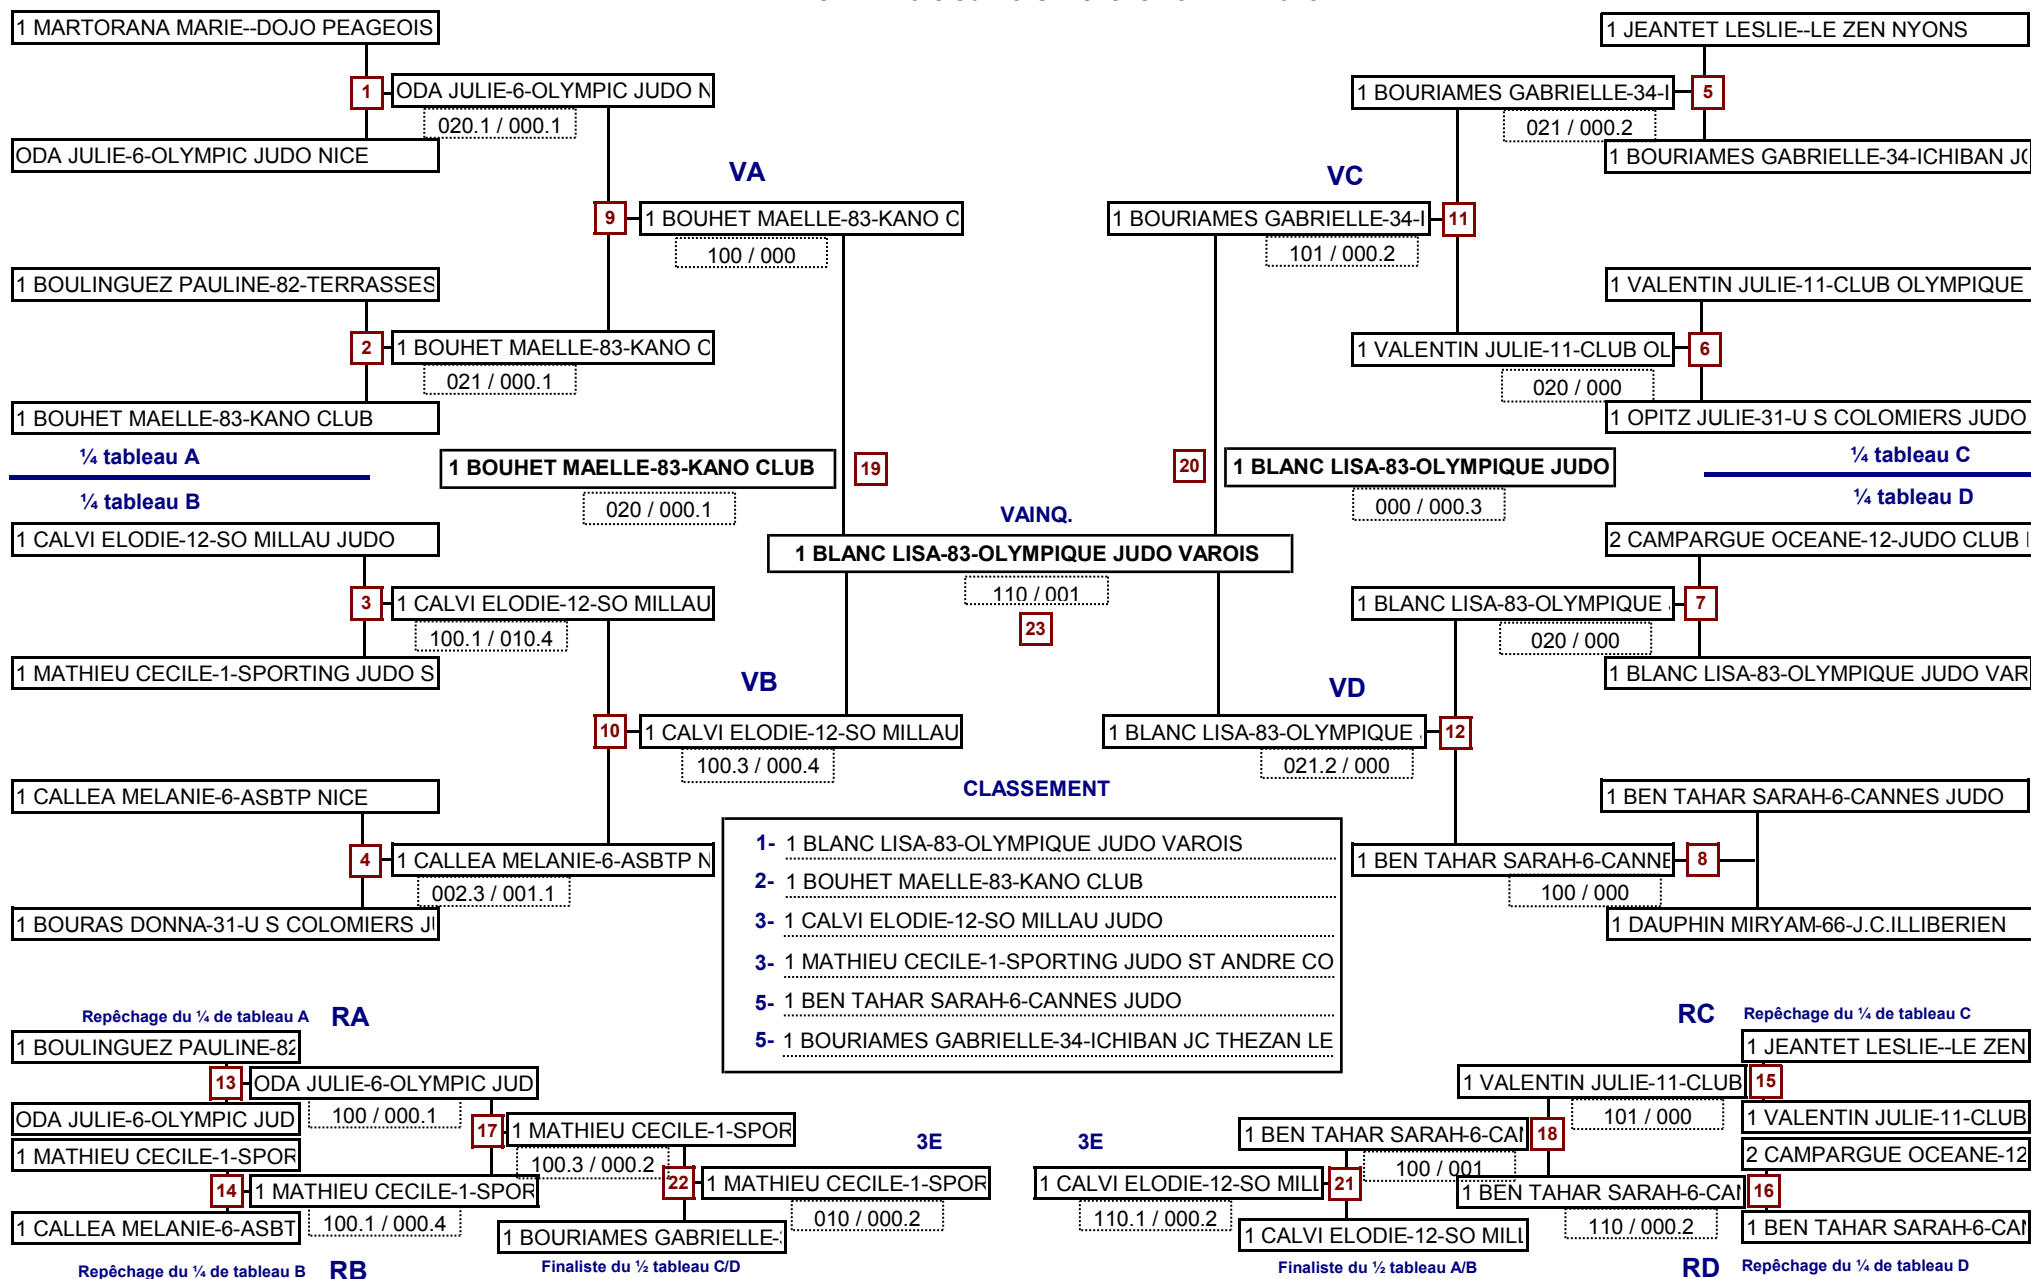 1 MARTORANA MARIE--DOJO PEAGEOIS
1 JEANTET LESLIE--LE ZEN NYONS
1
ODA JULIE-6-OLYMPIC JUDO N
1 BOURIAMES GABRIELLE-34-I
5
020.1 / 000.1
021 / 000.2
ODA JULIE-6-OLYMPIC JUDO NICE
1 BOURIAMES GABRIELLE-34-ICHIBAN J
VA
VC
9
1 BOUHET MAELLE-83-KANO C
1 BOURIAMES GABRIELLE-34-I
11
100 / 000
101 / 000.2
1 BOULINGUEZ PAULINE-82-TERRASSES
1 VALENTIN JULIE-11-CLUB OLYMPIQUE
2
1 BOUHET MAELLE-83-KANO C
1 VALENTIN JULIE-11-CLUB OL
6
021 / 000.1
020 / 000
1 BOUHET MAELLE-83-KANO CLUB
1 OPITZ JULIE-31-U S COLOMIERS JUDO
¼ tableau A
¼ tableau C
1 BOUHET MAELLE-83-KANO CLUB
19
20
1 BLANC LISA-83-OLYMPIQUE JUDO
¼ tableau B
¼ tableau D
020 / 000.1
000 / 000.3
VAINQ.
1 CALVI ELODIE-12-SO MILLAU JUDO
2 CAMPARGUE OCEANE-12-JUDO CLUB
1 BLANC LISA-83-OLYMPIQUE JUDO VAROIS
110 / 001
3
1 CALVI ELODIE-12-SO MILLAU
23
1 BLANC LISA-83-OLYMPIQUE
7
100.1 / 010.4
020 / 000
1 MATHIEU CECILE-1-SPORTING JUDO S
1 BLANC LISA-83-OLYMPIQUE JUDO VAR
VB
VD
10
1 CALVI ELODIE-12-SO MILLAU
1 BLANC LISA-83-OLYMPIQUE
12
100.3 / 000.4
021.2 / 000
CLASSEMENT
1 CALLEA MELANIE-6-ASBTP NICE
1 BEN TAHAR SARAH-6-CANNES JUDO
1- 1 BLANC LISA-83-OLYMPIQUE JUDO VAROIS
4
1 CALLEA MELANIE-6-ASBTP N
1 BEN TAHAR SARAH-6-CANNE
8
2- 1 BOUHET MAELLE-83-KANO CLUB
002.3 / 001.1
100 / 000
1 BOURAS DONNA-31-U S COLOMIERS J
3- 1 CALVI ELODIE-12-SO MILLAU JUDO
1 DAUPHIN MIRYAM-66-J.C.ILLIBERIEN
3- 1 MATHIEU CECILE-1-SPORTING JUDO ST ANDRE CO
5- 1 BEN TAHAR SARAH-6-CANNES JUDO
5- 1 BOURIAMES GABRIELLE-34-ICHIBAN JC THEZAN LE
Repêchage du ¼ de tableau A RA
RC Repêchage du ¼ de tableau C
1 BOULINGUEZ PAULINE-82
1 JEANTET LESLIE--LE ZEN
13
ODA JULIE-6-OLYMPIC JUD
1 VALENTIN JULIE-11-CLUB
15
ODA JULIE-6-OLYMPIC JUD
100 / 000.1
101 / 000
1 VALENTIN JULIE-11-CLUB
17
1 MATHIEU CECILE-1-SPOR
3E
3E
1 BEN TAHAR SARAH-6-CAN
18
1 MATHIEU CECILE-1-SPOR
100.3 / 000.2
100 / 001
2 CAMPARGUE OCEANE-12
14
1 MATHIEU CECILE-1-SPOR
22
1 MATHIEU CECILE-1-SPOR
1 CALVI ELODIE-12-SO MILL
21
1 BEN TAHAR SARAH-6-CAN
16
1 CALLEA MELANIE-6-ASBT
100.1 / 000.4
010 / 000.2
110.1 / 000.2
110 / 000.2
1 BEN TAHAR SARAH-6-CAN
1 BOURIAMES GABRIELLE-
1 CALVI ELODIE-12-SO MILL
Repêchage du ¼ de tableau B RB
Finaliste du ½ tableau C/D
Finaliste du ½ tableau A/B
RD Repêchage du ¼ de tableau D